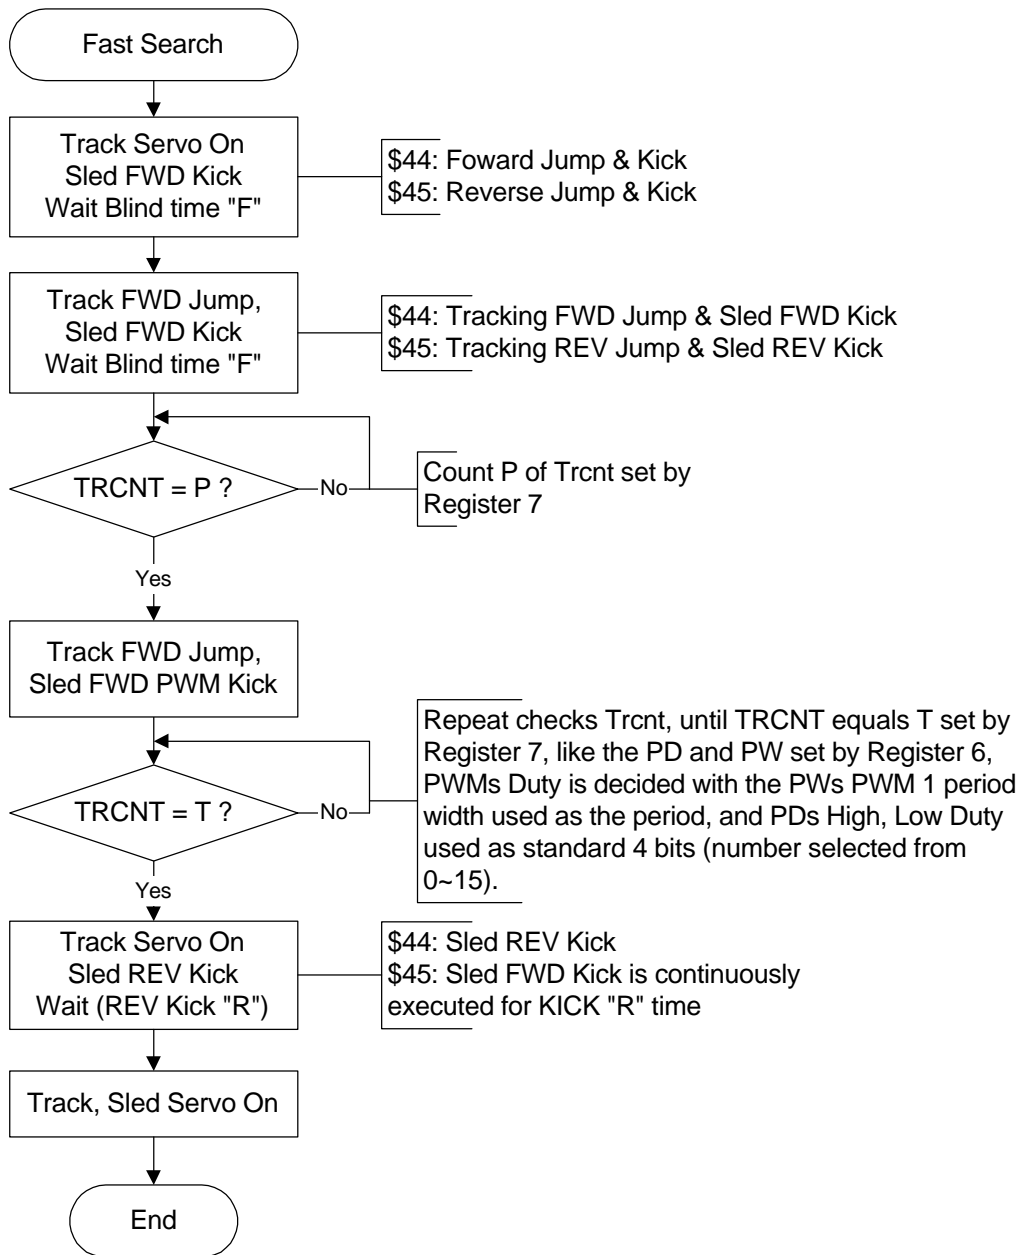 Fast Search
Track Servo On
Sled FWD Kick
Wait Blind time "F"
$44: Foward Jump & Kick
$45: Reverse Jump & Kick
Track FWD Jump,
Sled FWD Kick
Wait Blind time "F"
$44: Tracking FWD Jump & Sled FWD Kick
$45: Tracking REV Jump & Sled REV Kick
TRCNT = P ?
No
Count P of Trcnt set by
Register 7
Yes
Track FWD Jump,
Sled FWD PWM Kick
TRCNT = T ?
No
Repeat checks Trcnt, until TRCNT equals T set by
Register 7, like the PD and PW set by Register 6,
PWMs Duty is decided with the PWs PWM 1 period
width used as the period, and PDs High, Low Duty
used as standard 4 bits (number selected from
0~15).
Yes
Track Servo On
Sled REV Kick
Wait (REV Kick "R")
$44: Sled REV Kick
$45: Sled FWD Kick is continuously
executed for KICK "R" time
Track, Sled Servo On
End